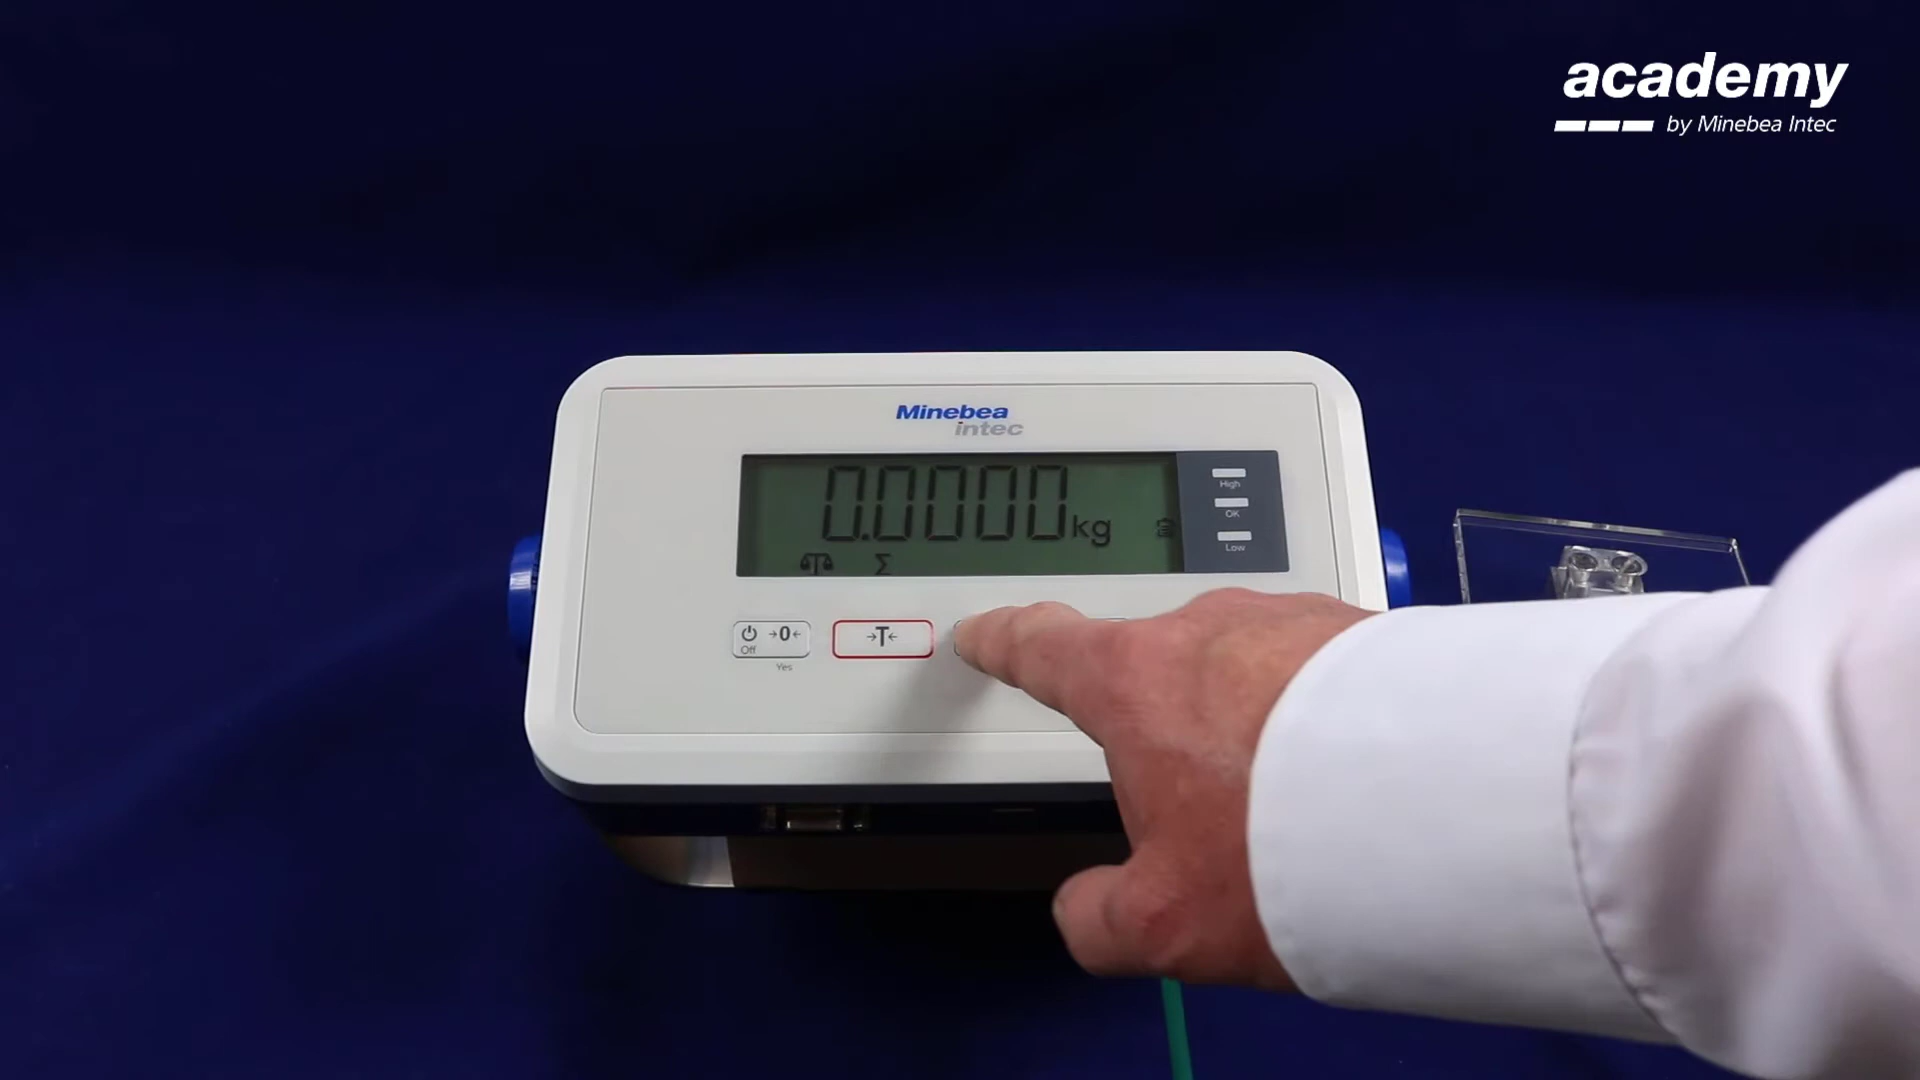 academy
by Minebea Intec
Minebea
intec
0.0000 kg
Σ
High
OK
Low
Off
→0←
Yes
→T←